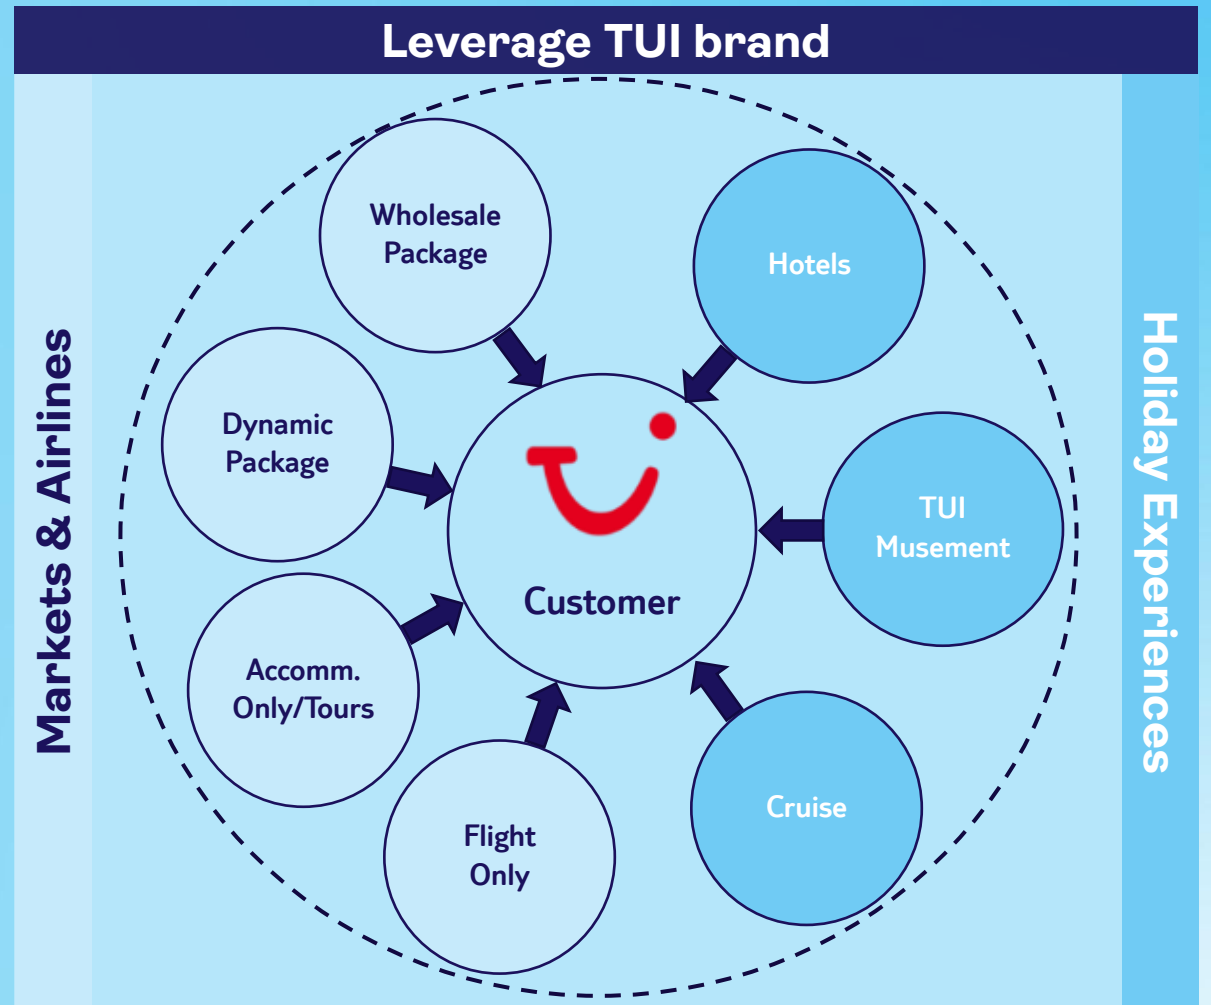 Leverage TUI brand
Markets & Airlines
Wholesale
Package
Dynamic
Package
Accomm.
Only/Tours
Flight
Only
Customer
Hotels
TUI
Musement
Cruise
Holiday Experiences